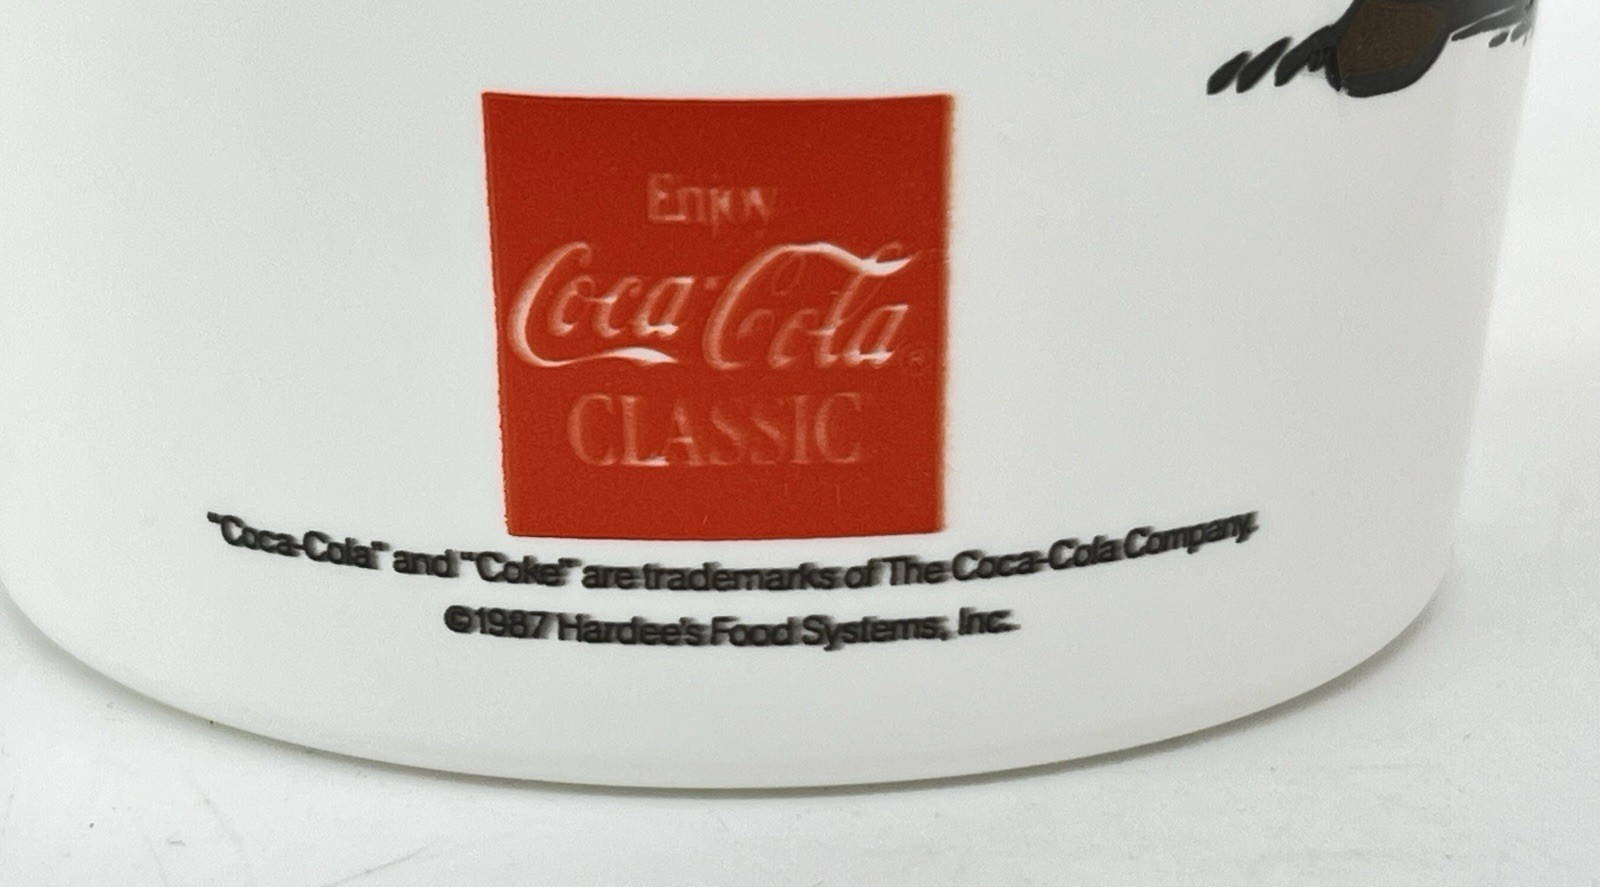 Enjoy
Coca-Cola®
CLASSIC
"Coca-Cola" and "Coke" are trademarks of The Coca-Cola Company.
©1987 Hardee's Food Systems, Inc.